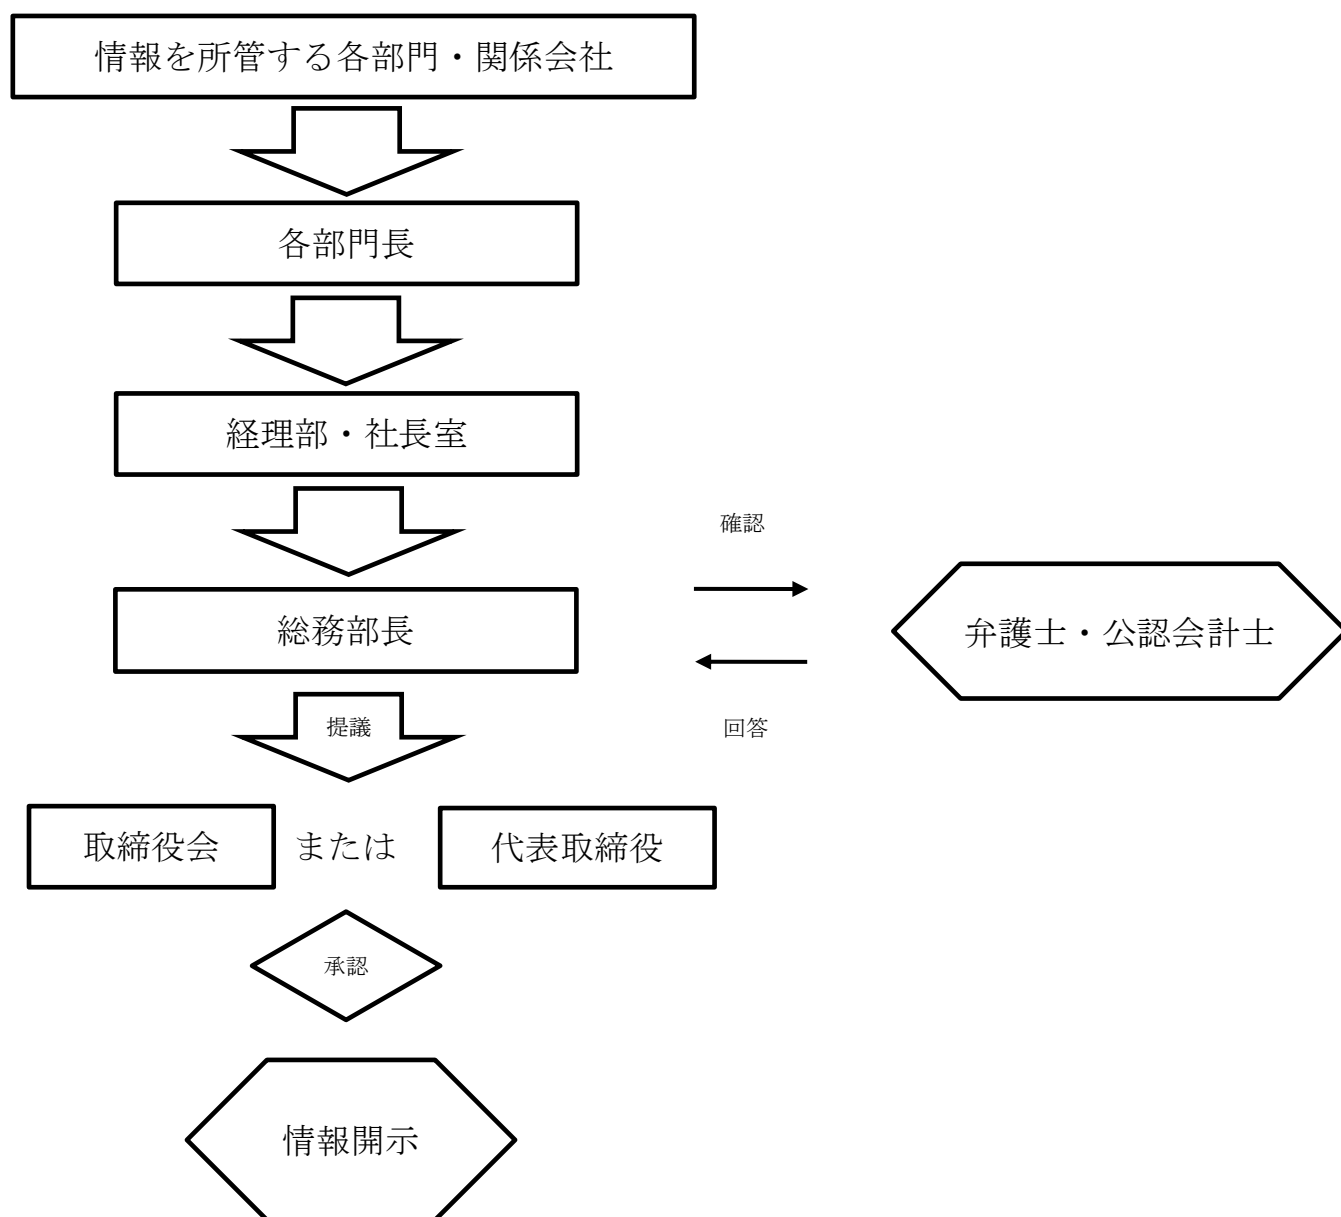 情報を所管する各部門・関係会社
各部門長
経理部・社長室
確認
総務部長
弁護士・公認会計士
提議
回答
取締役会 または 代表取締役
承認
情報開示